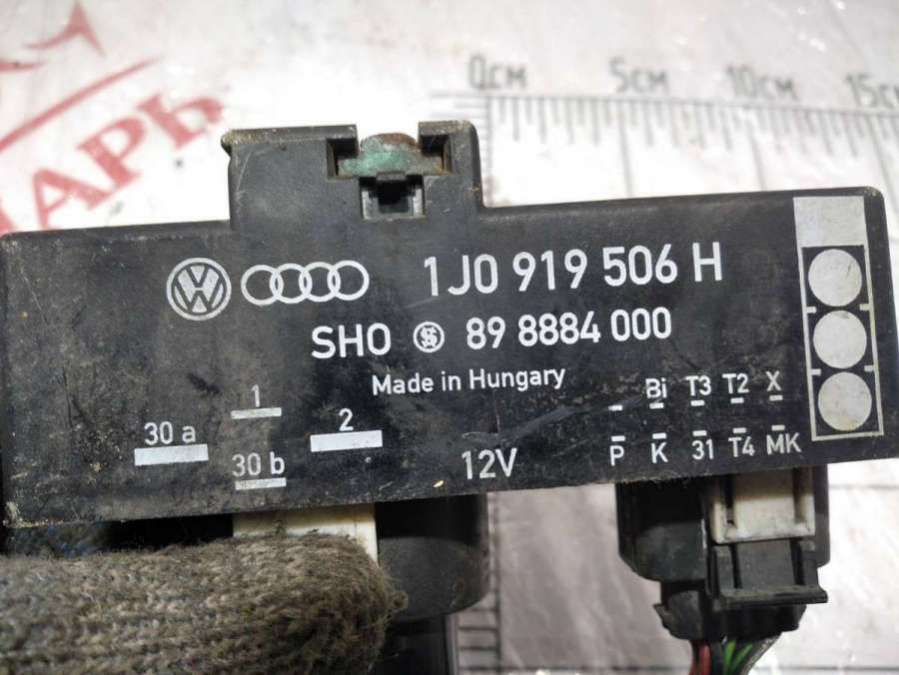 0см 5см 10см 15см
АРЬ
1J0 919 506 H
SHO 89 8884 000
Made in Hungary
1
Bi T3 T2 X
30 a
2
30 b
12V
P K 31 T4 MK